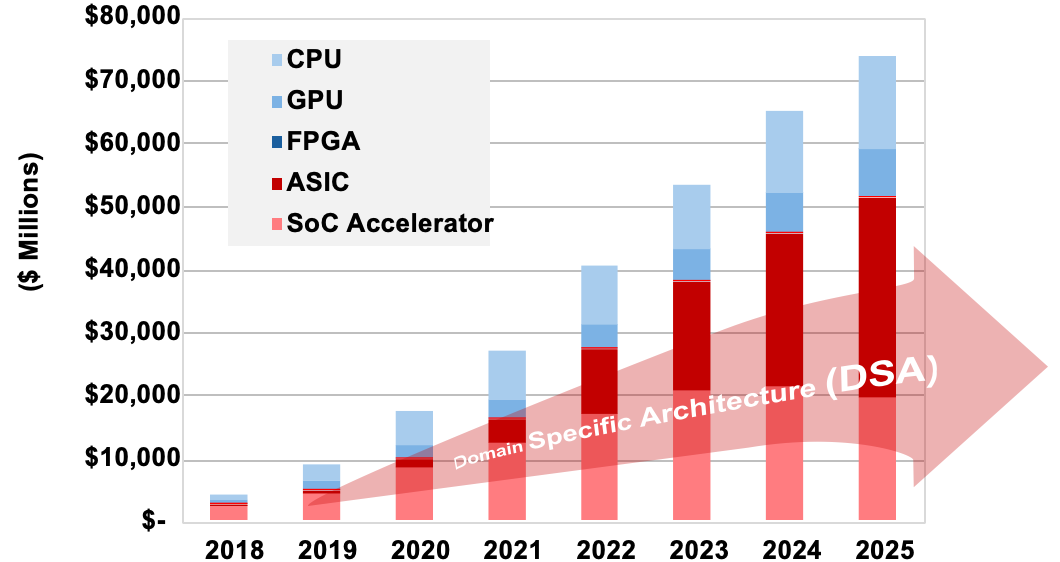 $80,000
$70,000
$60,000
$50,000
$40,000
$30,000
$20,000
$10,000
$-
($ Millions)
CPU
GPU
FPGA
ASIC
SoC Accelerator
Domain Specific Architecture (DSA)
2018 2019 2020 2021 2022 2023 2024 2025